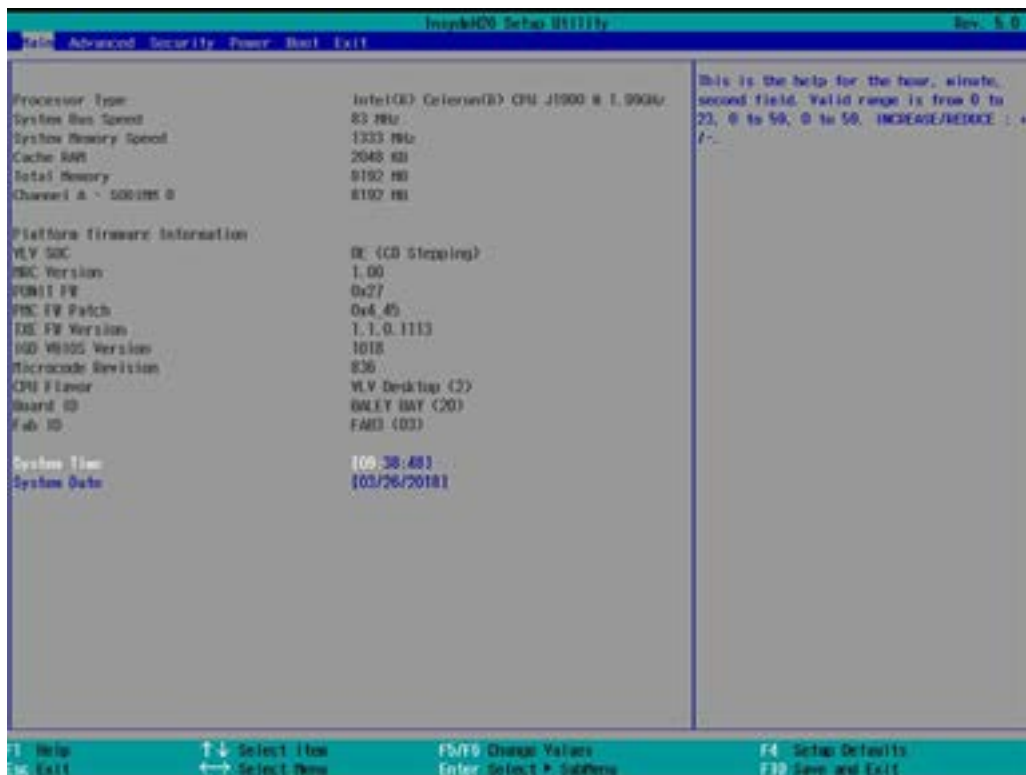 InsydeH20 Setup Utility Rev. 5.0
Main Advanced Security Power Boot Exit
Processor Type Intel(R) Celeron(R) CPU J1900 @ 1.99GHz
System Bus Speed 83 MHz
System Memory Speed 1333 MHz
Cache RAM 2048 KB
Total Memory 8192 MB
Channel A - SODIMM 0 8192 MB
Platform firmware Information
VLV SOC DE (C0 Stepping)
MRC Version 1.00
PUNIT FW 0x27
PMC FW Patch 0x4_45
TXE FW Version 1.1.0.1113
IGD VBIOS Version 1018
Microcode Revision 836
CPU Flavor VLV Desktop (2)
Board ID BALEY BAY (20)
Fab ID FAB3 (03)
System Time [09:38:48]
System Date [03/26/2018]
This is the help for the hour, minute,
second field. Valid range is from 0 to
23, 0 to 59, 0 to 59. INCREASE/REDUCE : +
/-.
F1 Help ↑↓ Select Item F5/F6 Change Values F4 Setup Defaults
Esc Exit ←→ Select Menu Enter Select ▶ SubMenu F10 Save and Exit